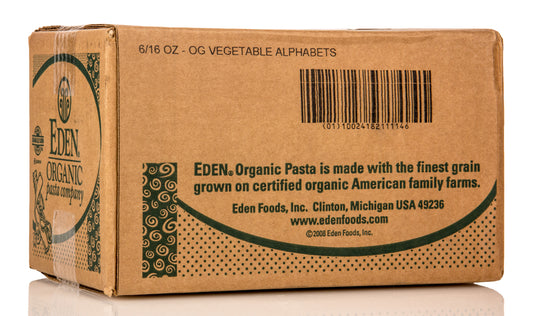 6/16 OZ - OG VEGETABLE ALPHABETS
(01)10024182111146
EDEN® Organic Pasta is made with the finest grain
grown on certified organic American family farms.
Eden Foods, Inc. Clinton, Michigan USA 49236
www.edenfoods.com
©2008 Eden Foods, Inc.
EDEN®
ORGANIC
pasta company